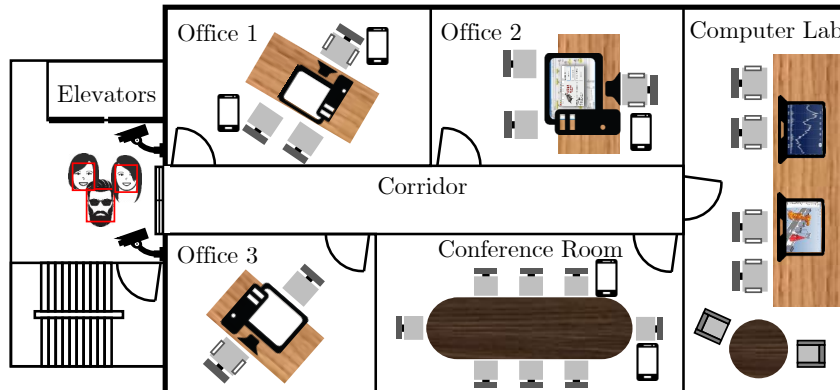 Office 1
Office 2
Computer Lab
Elevators
Corridor
Office 3
Conference Room